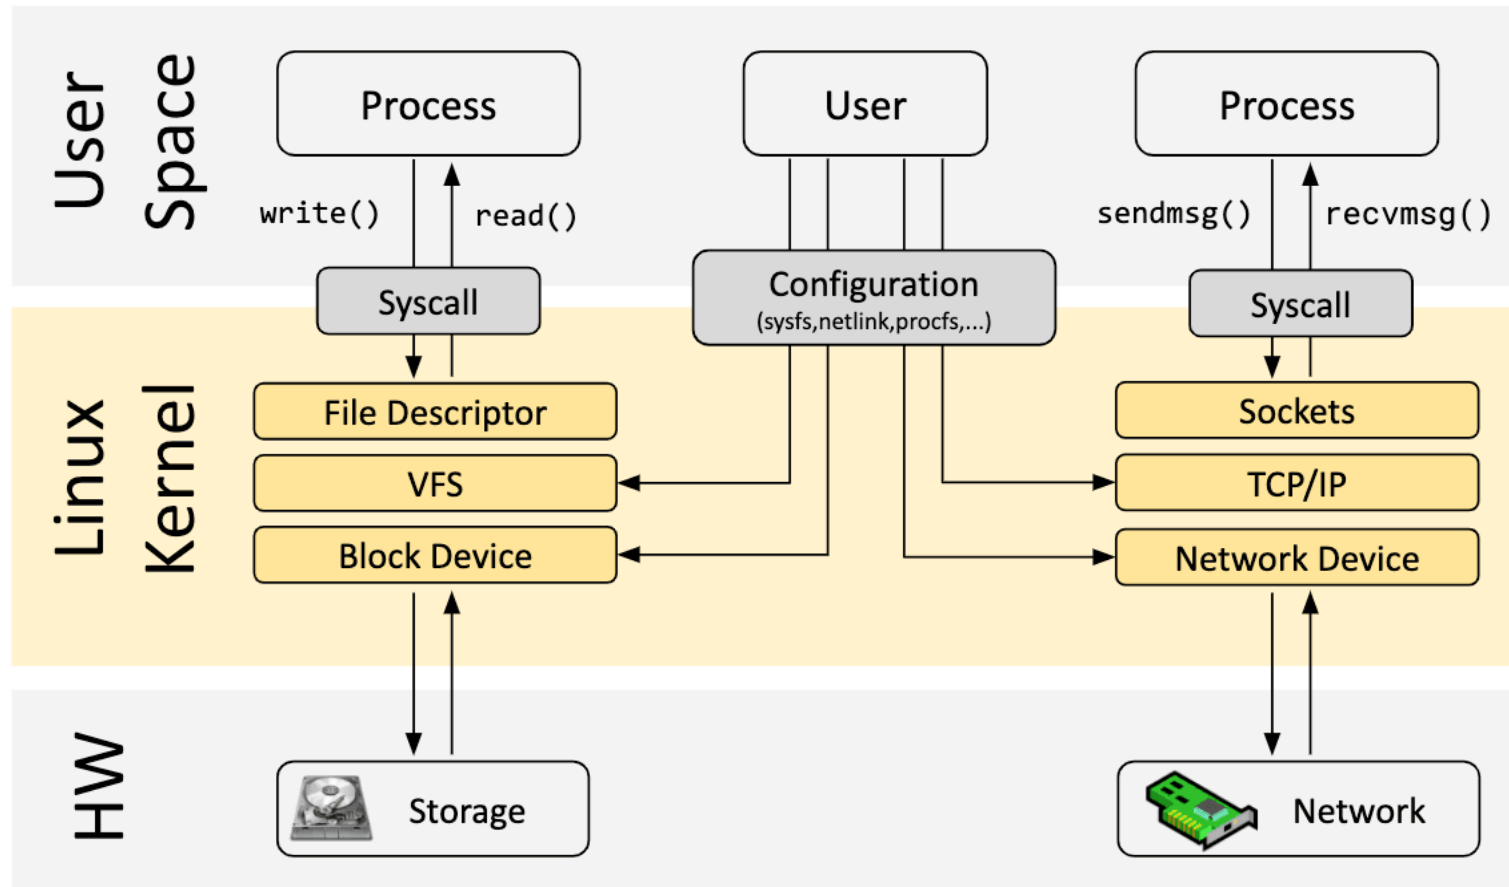 User
Space
Process
User
Process
write()
read()
sendmsg()
recvmsg()
Syscall
Configuration
(sysfs,netlink,procfs,...)
Syscall
Linux
Kernel
File Descriptor
VFS
Block Device
Sockets
TCP/IP
Network Device
HW
Storage
Network